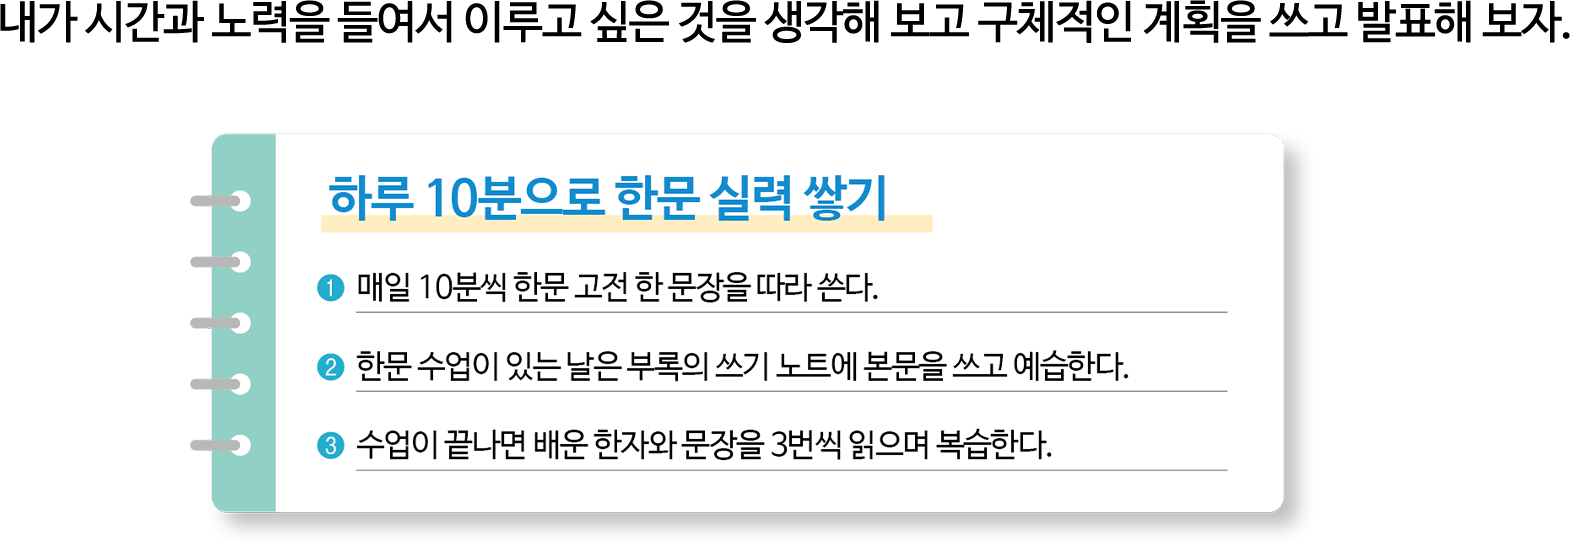 내가 시간과 노력을 들여서 이루고 싶은 것을 생각해 보고 구체적인 계획을 쓰고 발표해 보자.
하루 10분으로 한문 실력 쌓기
1 매일 10분씩 한문 고전 한 문장을 따라 쓴다.
2 한문 수업이 있는 날은 부록의 쓰기 노트에 본문을 쓰고 예습한다.
3 수업이 끝나면 배운 한자와 문장을 3번씩 읽으며 복습한다.